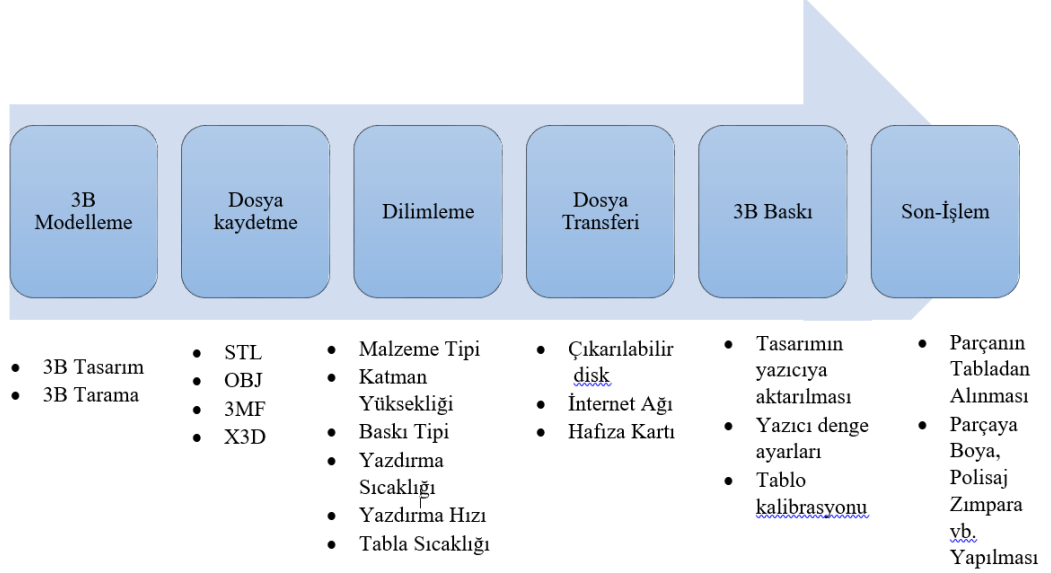 3B
Modelleme
Dosya
kaydetme
Dilimleme
Dosya
Transferi
3B Baskı
Son-İşlem
• 3B Tasarım
• 3B Tarama
• STL
• OBJ
• 3MF
• X3D
• Malzeme Tipi
• Katman
Yüksekliği
• Baskı Tipi
• Yazdırma
Sıcaklığı
• Yazdırma Hızı
• Tabla Sıcaklığı
• Çıkarılabilir
disk
• İnternet Ağı
• Hafıza Kartı
• Tasarımın
yazıcıya
aktarılması
• Yazıcı denge
ayarları
• Tablo
kalibrasyonu
• Parçanın
Tabladan
Alınması
• Parçaya
Boya,
Polisaj
Zımpara
vb.
Yapılması